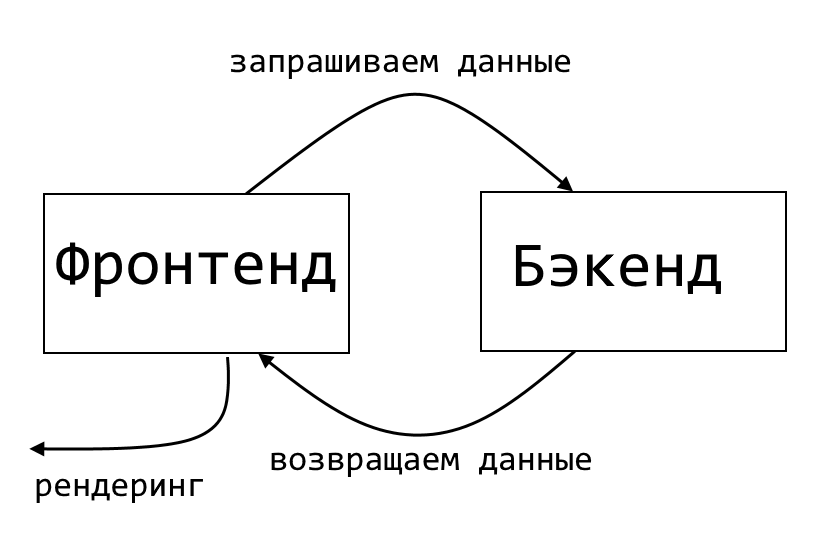 запрашиваем данные
Фронтенд
Бэкенд
возвращаем данные
рендеринг